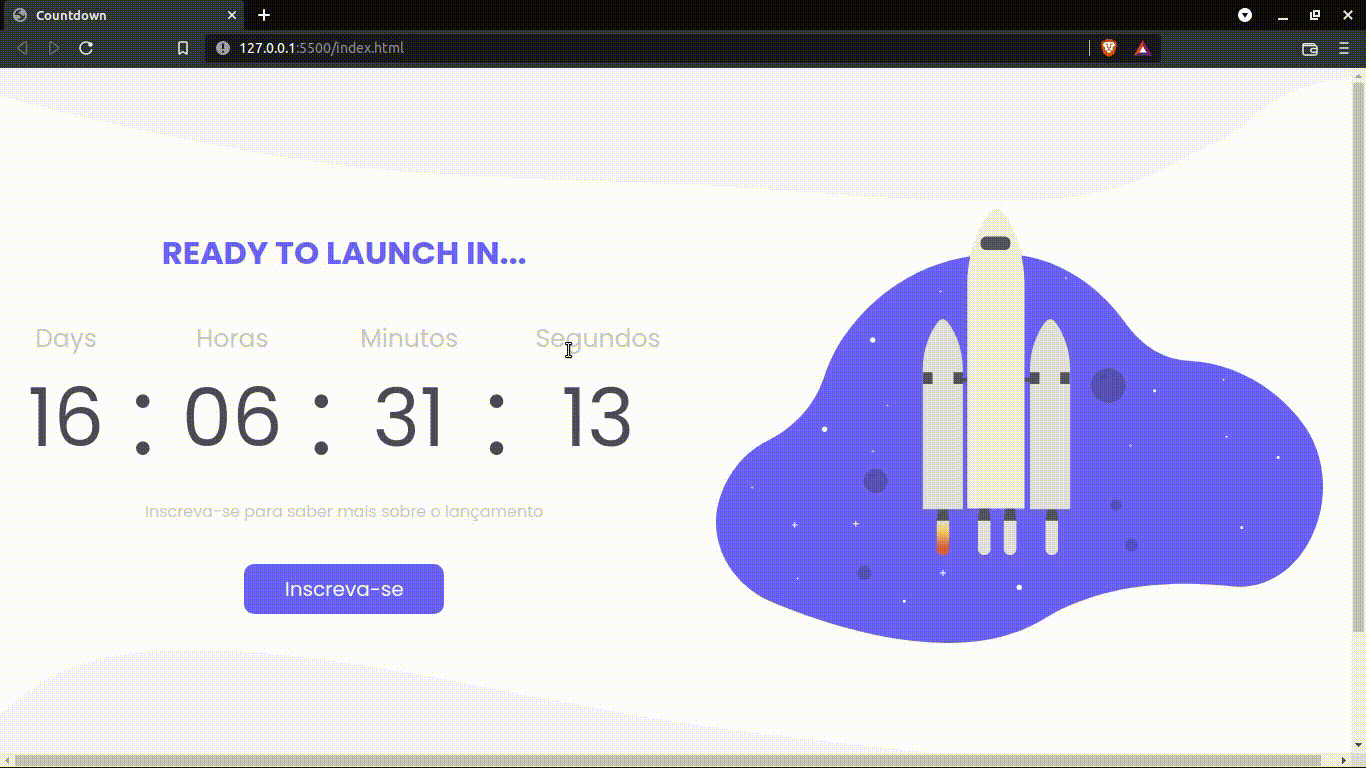 Countdown
127.0.0.1:5500/index.html
READY TO LAUNCH IN...
Days Horas Minutos Segundos
16 : 06 : 31 : 13
Inscreva-se para saber mais sobre o lançamento
Inscreva-se